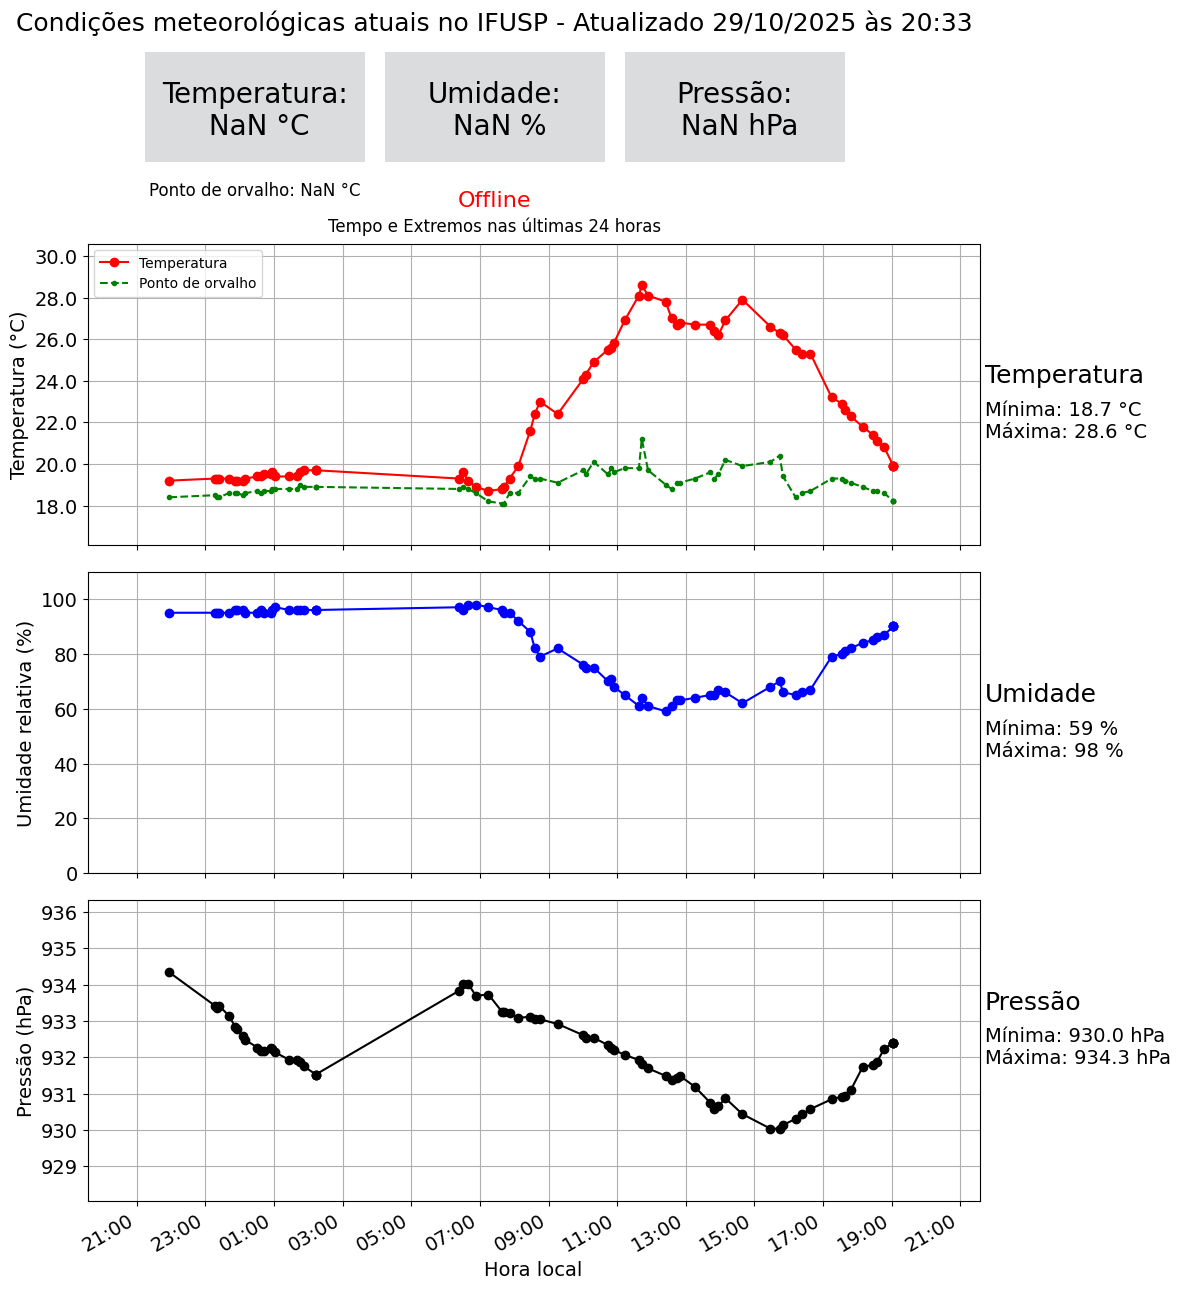 Condições meteorológicas atuais no IFUSP - Atualizado 29/10/2025 às 20:33
Temperatura:
NaN °C
Umidade:
NaN %
Pressão:
NaN hPa
Ponto de orvalho: NaN °C
Offline
Tempo e Extremos nas últimas 24 horas
Temperatura (°C)
30.0
28.0
26.0
24.0
22.0
20.0
18.0
Temperatura
Ponto de orvalho
Temperatura
Mínima: 18.7 °C
Máxima: 28.6 °C
Umidade relativa (%)
100
80
60
40
20
0
Umidade
Mínima: 59 %
Máxima: 98 %
Pressão (hPa)
936
935
934
933
932
931
930
929
Pressão
Mínima: 930.0 hPa
Máxima: 934.3 hPa
21:00 23:00 01:00 03:00 05:00 07:00 09:00 11:00 13:00 15:00 17:00 19:00 21:00
Hora local